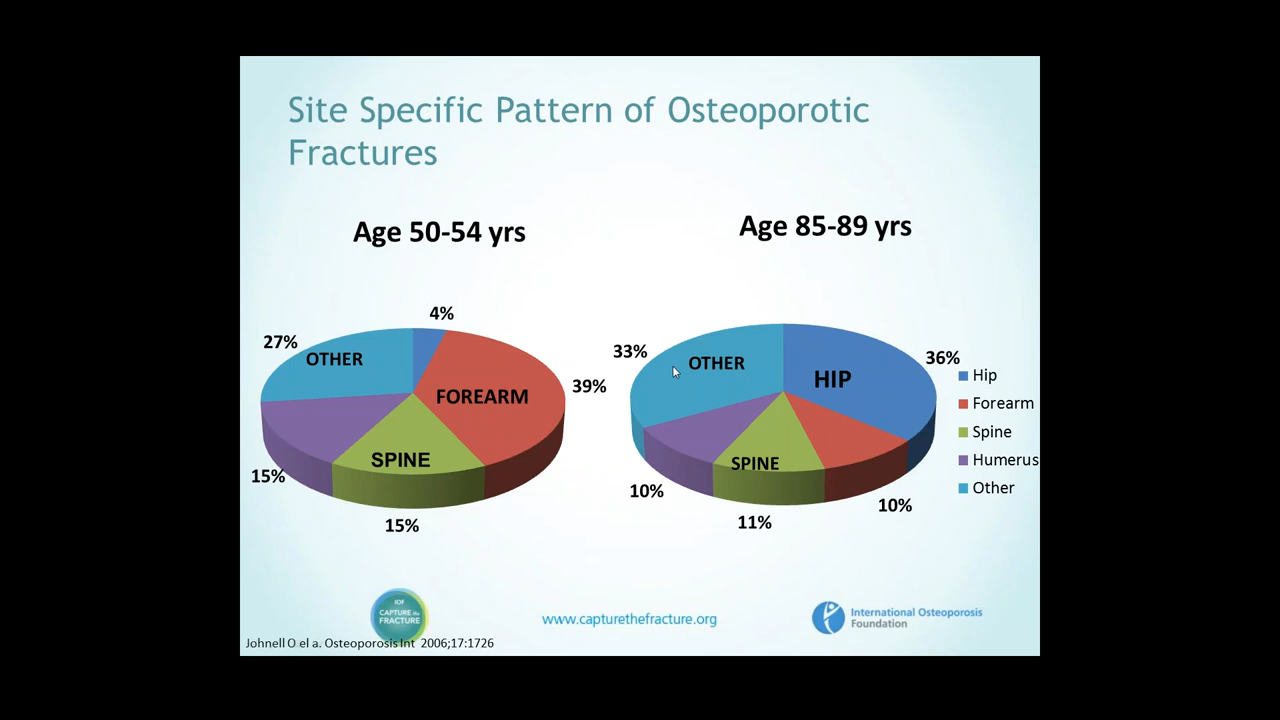 Site Specific Pattern of Osteoporotic
Fractures
Age 50-54 yrs
4%
27%
OTHER
39%
FOREARM
SPINE
15%
15%
Age 85-89 yrs
33%
OTHER
36%
HIP
SPINE
10%
10%
11%
Hip
Forearm
Spine
Humerus
Other
IOF
CAPTURE the
FRACTURE
www.capturethefracture.org
International Osteoporosis
Foundation
Johnell O el a. Osteoporosis Int 2006;17:1726